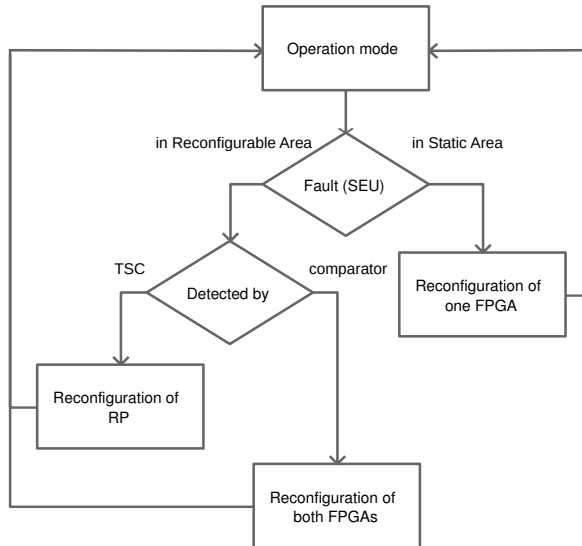 Operation mode
in Reconfigurable Area
in Static Area
Fault (SEU)
TSC
comparator
Detected by
Reconfiguration of
one FPGA
Reconfiguration of
RP
Reconfiguration of
both FPGAs